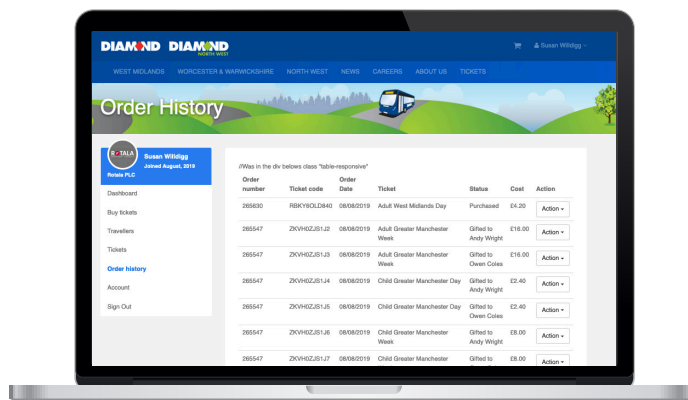 DIAMOND DIAMOND
NORTH WEST
Susan Willdigg
WEST MIDLANDS WORCESTER & WARWICKSHIRE NORTH WEST NEWS CAREERS ABOUT US TICKETS
Order History
ROTALA
Susan Willdigg
Joined August, 2019
Rotala PLC
Dashboard
Buy tickets
Travellers
Tickets
Order history
Account
Sign Out
//Was in the div belows class "table-responsive"
Order number Ticket code Order Date Ticket Status Cost Action
265630 RBKY6OLD840 08/08/2019 Adult West Midlands Day Purchased £4.20 Action
265547 ZKVH0ZJS1J2 08/08/2019 Adult Greater Manchester Week Gifted to Andy Wright £16.00 Action
265547 ZKVH0ZJS1J3 08/08/2019 Adult Greater Manchester Week Gifted to Owen Coles £16.00 Action
265547 ZKVH0ZJS1J4 08/08/2019 Child Greater Manchester Day Gifted to Andy Wright £2.40 Action
265547 ZKVH0ZJS1J5 08/08/2019 Child Greater Manchester Day Gifted to Owen Coles £2.40 Action
265547 ZKVH0ZJS1J6 08/08/2019 Child Greater Manchester Week Gifted to Andy Wright £8.00 Action
265547 ZKVH0ZJS1J7 08/08/2019 Child Greater Manchester Gifted to £8.00 Action